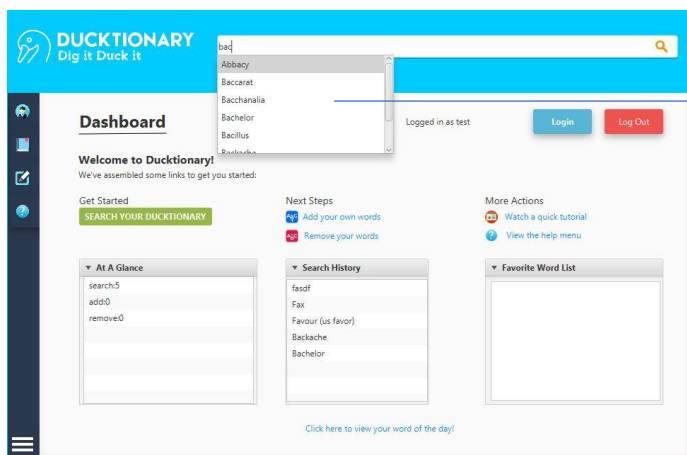 DUCKTIONARY
Dig it Duck it
bac
Abbacy
Baccarat
Bacchanalia
Bachelor
Bacillus
Backache
Dashboard
Logged in as test
Login
Log Out
Welcome to Ducktionary!
We've assembled some links to get you started:
Get Started
SEARCH YOUR DUCKTIONARY
Next Steps
Add your own words
Remove your words
More Actions
Watch a quick tutorial
View the help menu
At A Glance
search:5
add:0
remove:0
Search History
fasdf
Fax
Favour (us favor)
Backache
Bachelor
Favorite Word List
Click here to view your word of the day!